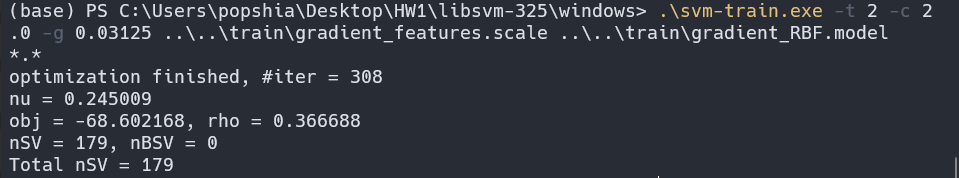 (base) PS C:\Users\popshia\Desktop\HW1\libsvm-325\windows> .\svm-train.exe -t 2 -c 2
.0 -g 0.03125 ..\..\train\gradient_features.scale ..\..\train\gradient_RBF.model
*.*
optimization finished, #iter = 308
nu = 0.245009
obj = -68.602168, rho = 0.366688
nSV = 179, nBSV = 0
Total nSV = 179